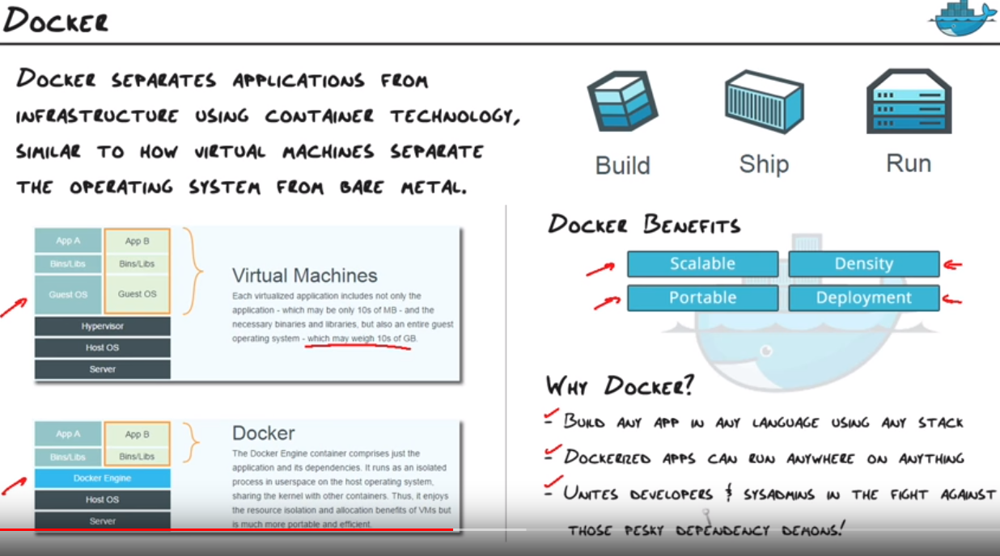 DOCKER
DOCKER SEPARATES APPLICATIONS FROM
INFRASTRUCTURE USING CONTAINER TECHNOLOGY,
SIMILAR TO HOW VIRTUAL MACHINES SEPARATE
THE OPERATING SYSTEM FROM BARE METAL.
Build
Ship
Run
App A
App B
Bins/Libs
Bins/Libs
Guest OS
Guest OS
Hypervisor
Host OS
Server
Virtual Machines
Each virtualized application includes not only the
application - which may be only 10s of MB - and the
necessary binaries and libraries, but also an entire guest
operating system - which may weigh 10s of GB.
App A
App B
Bins/Libs
Bins/Libs
Docker Engine
Host OS
Server
Docker
The Docker Engine container comprises just the
application and its dependencies. It runs as an isolated
process in userspace on the host operating system,
sharing the kernel with other containers. Thus, it enjoys
the resource isolation and allocation benefits of VMs but
is much more portable and efficient.
DOCKER BENEFITS
Scalable
Density
Portable
Deployment
WHY DOCKER?
- BUILD ANY APP IN ANY LANGUAGE USING ANY STACK
- DOCKERIZED APPS CAN RUN ANYWHERE ON ANYTHING
- UNITES DEVELOPERS & SYSADMINS IN THE FIGHT AGAINST
THOSE PESKY DEPENDENCY DEMONS!